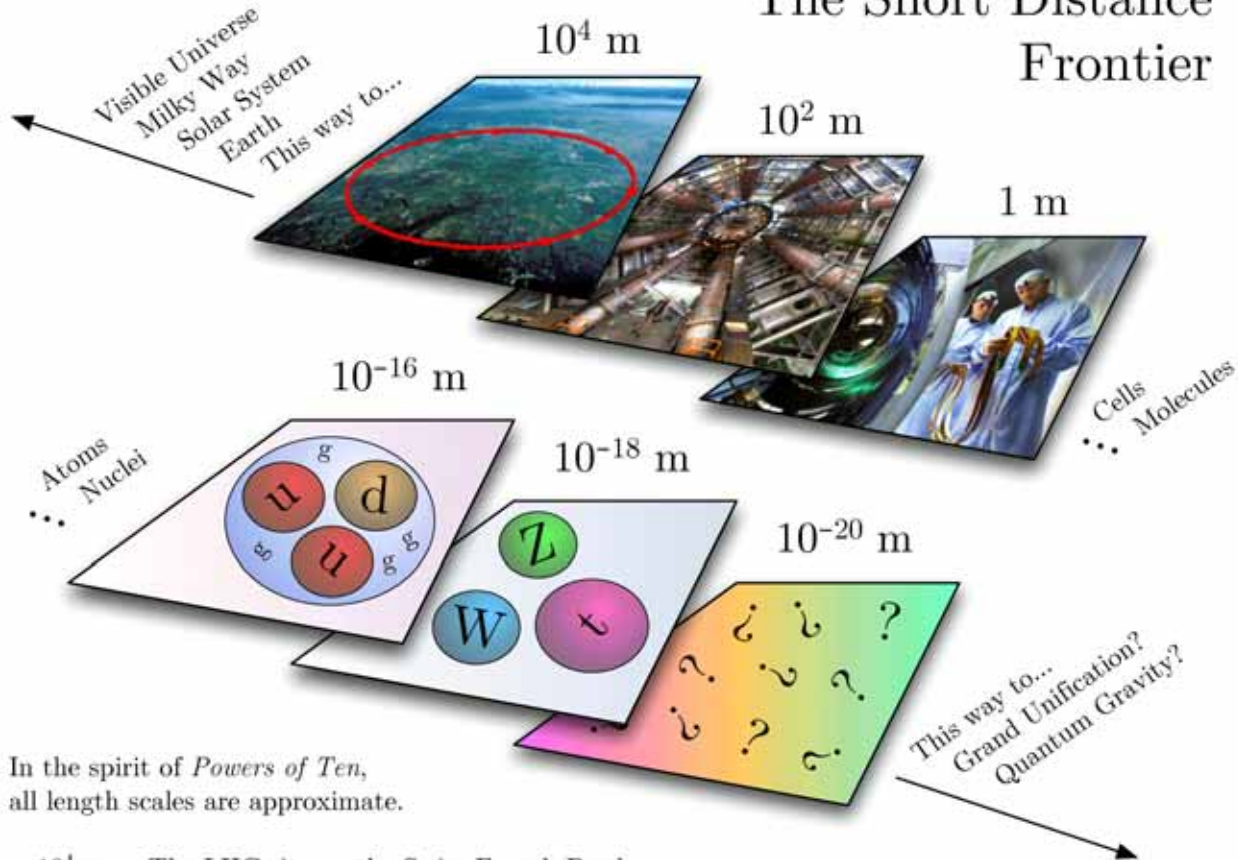 The Short Distance
Frontier
10⁴ m
10² m
1 m
Visible Universe
Milky Way
Solar System
Earth
This way to...
Cells
Molecules
...
Atoms
Nuclei
...
10⁻¹⁶ m
10⁻¹⁸ m
10⁻²⁰ m
g
u
d
u
g
g
g
Z
W
t
? ? ?
? ? ?
? ? ?
This way to...
Grand Unification?
Quantum Gravity?
In the spirit of Powers of Ten,
all length scales are approximate.